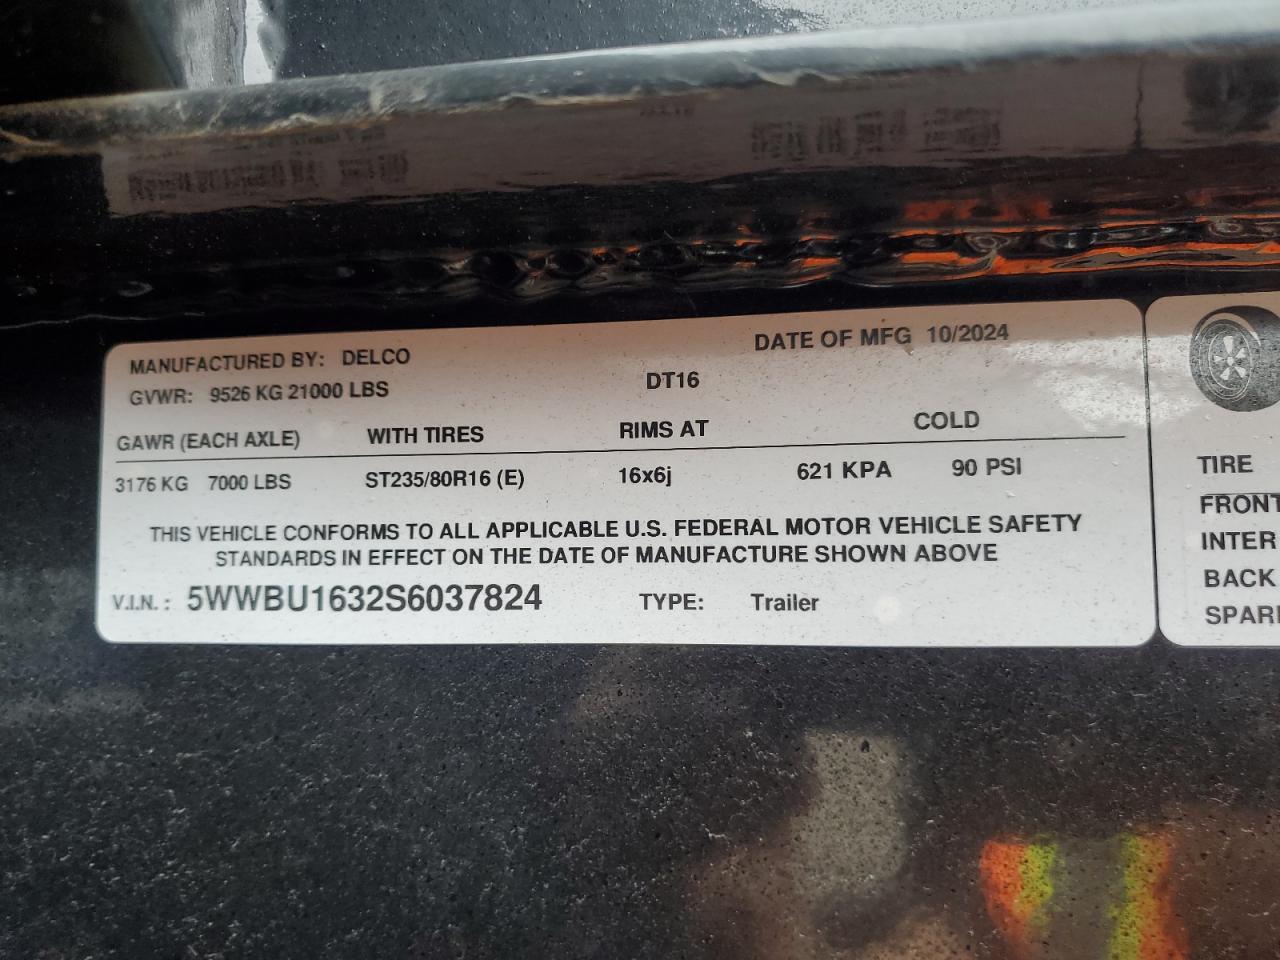 MANUFACTURED BY: DELCO
DATE OF MFG 10/2024
GVWR: 9526 KG 21000 LBS
DT16
GAWR (EACH AXLE) WITH TIRES RIMS AT COLD
3176 KG 7000 LBS ST235/80R16 (E) 16x6j 621 KPA 90 PSI
THIS VEHICLE CONFORMS TO ALL APPLICABLE U.S. FEDERAL MOTOR VEHICLE SAFETY
STANDARDS IN EFFECT ON THE DATE OF MANUFACTURE SHOWN ABOVE
V.I.N.: 5WWBU1632S6037824 TYPE: Trailer
TIRE
FRONT
INTER
BACK
SPAR